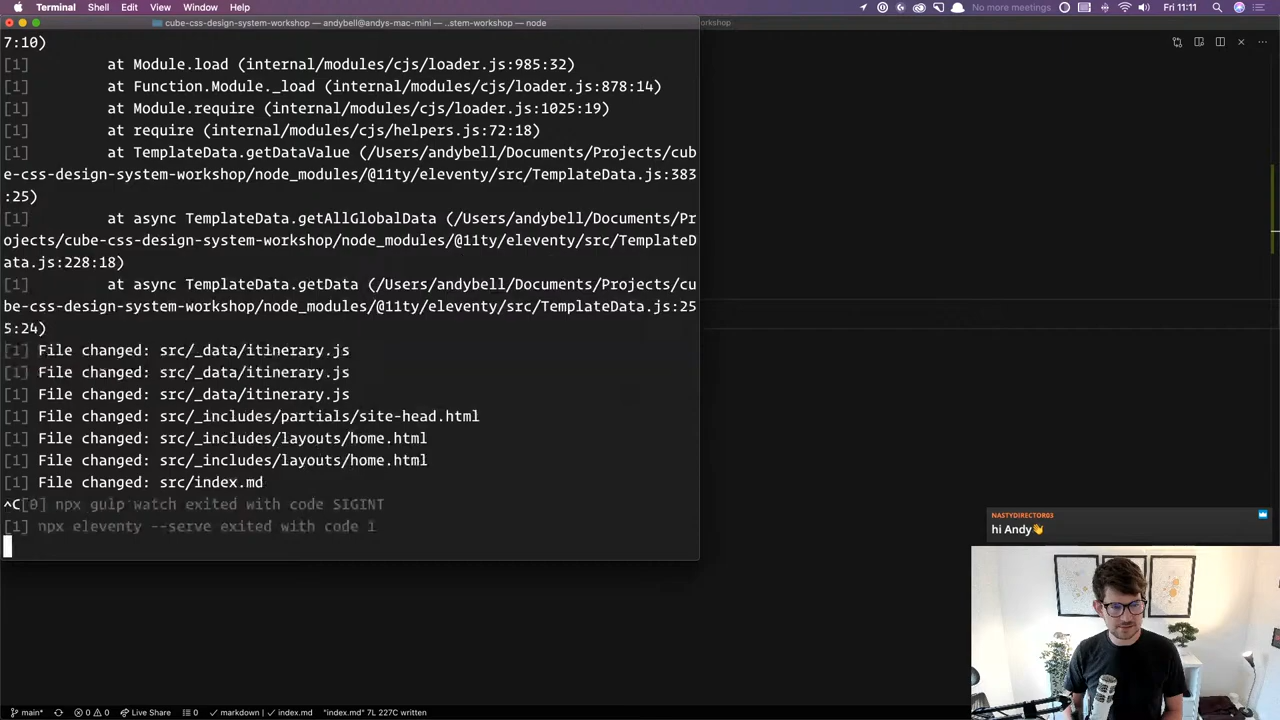 Terminal Shell Edit View Window Help
No more meetings
Fri 11:11
cube-css-design-system-workshop — andybell@andys-mac-mini — ..stem-workshop — node
orkshop
7:10)
[1]         at Module.load (internal/modules/cjs/loader.js:985:32)
[1]         at Function.Module._load (internal/modules/cjs/loader.js:878:14)
[1]         at Module.require (internal/modules/cjs/loader.js:1025:19)
[1]         at require (internal/modules/cjs/helpers.js:72:18)
[1]         at TemplateData.getDataValue (/Users/andybell/Documents/Projects/cub
e-css-design-system-workshop/node_modules/@11ty/eleventy/src/TemplateData.js:383
:25)
[1]         at async TemplateData.getAllGlobalData (/Users/andybell/Documents/Pr
ojects/cube-css-design-system-workshop/node_modules/@11ty/eleventy/src/TemplateD
ata.js:228:18)
[1]         at async TemplateData.getData (/Users/andybell/Documents/Projects/cu
be-css-design-system-workshop/node_modules/@11ty/eleventy/src/TemplateData.js:25
5:24)
[1] File changed: src/_data/itinerary.js
[1] File changed: src/_data/itinerary.js
[1] File changed: src/_data/itinerary.js
[1] File changed: src/_includes/partials/site-head.html
[1] File changed: src/_includes/layouts/home.html
[1] File changed: src/_includes/layouts/home.html
[1] File changed: src/index.md
^C[0] npx gulp watch exited with code SIGINT
[1] npx eleventy --serve exited with code 1
NASTYDIRECTOR03
hi Andy👋
main* 0 0 Live Share 0 markdown | index.md "index.md" 7L 227C written